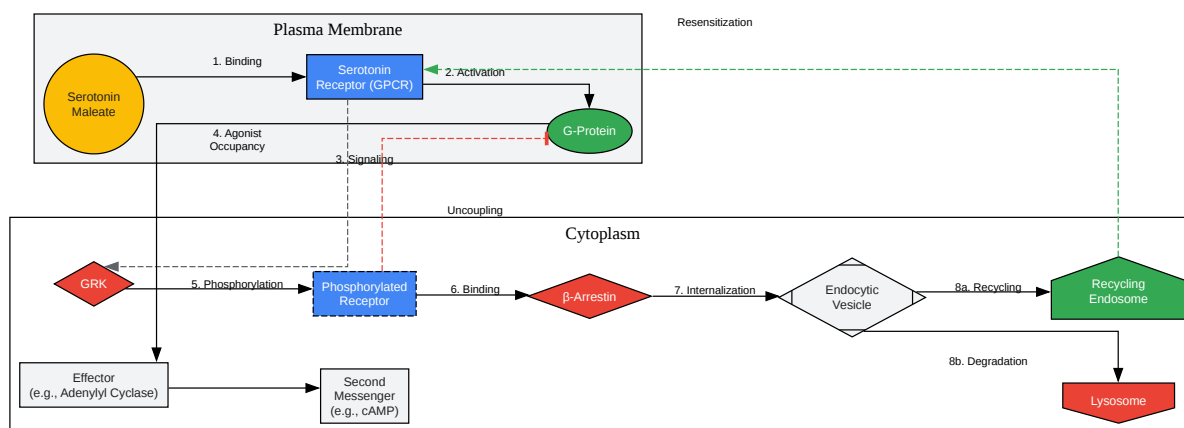 Resensitization
Plasma Membrane
1. Binding
Serotonin
Receptor (GPCR)
2. Activation
Serotonin
Maleate
G-Protein
4. Agonist
Occupancy
3. Signaling
Uncoupling
Cytoplasm
GRK
5. Phosphorylation
Phosphorylated
Receptor
6. Binding
β-Arrestin
7. Internalization
Endocytic
Vesicle
8a. Recycling
Recycling
Endosome
8b. Degradation
Effector
(e.g., Adenylyl Cyclase)
Second
Messenger
(e.g., cAMP)
Lysosome